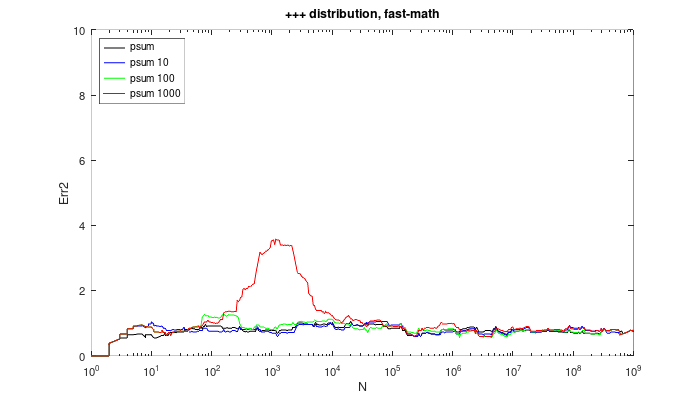 +++ distribution, fast-math
10
8
6
4
2
0
Err2
psum
psum 10
psum 100
psum 1000
10^0 10^1 10^2 10^3 10^4 10^5 10^6 10^7 10^8 10^9
N